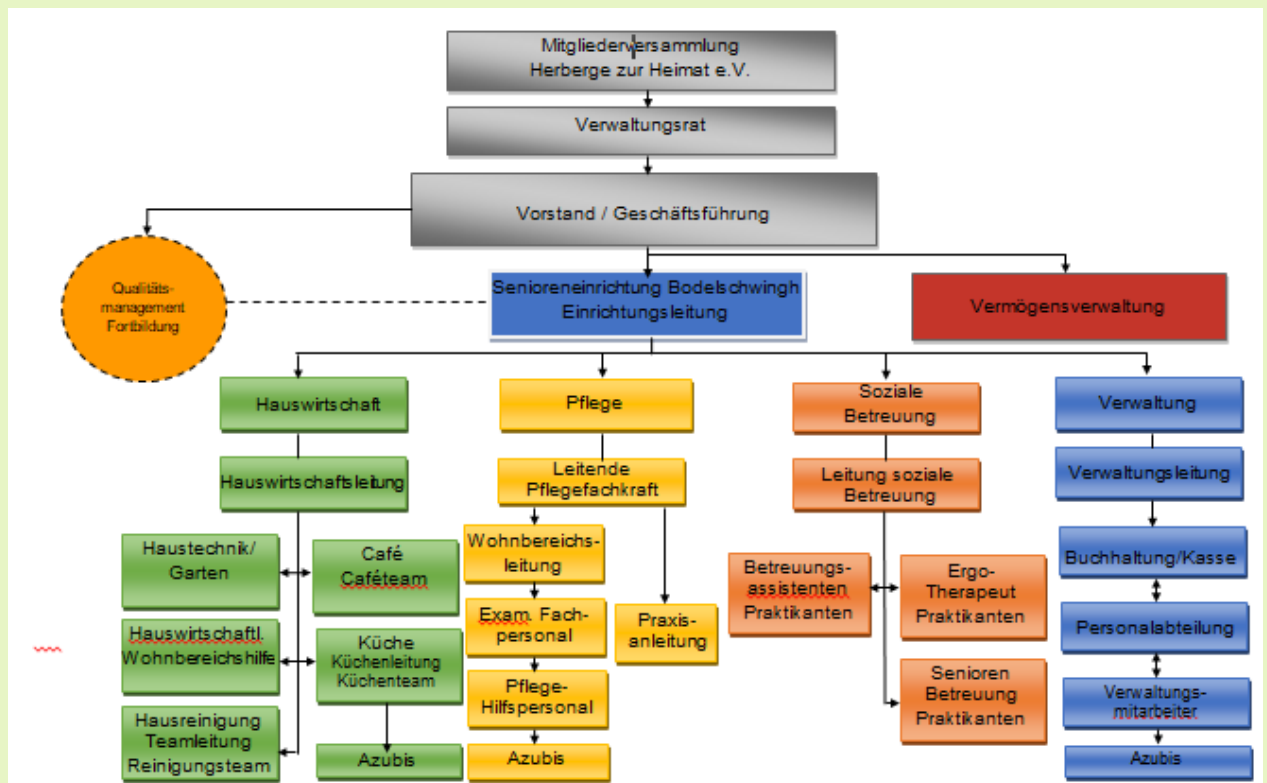 Mitgliederversammlung
Herberge zur Heimat e.V.
Verwaltungsrat
Vorstand / Geschäftsführung
Qualitäts-
management
Fortbildung
Senioreneinrichtung Bodelschwingh
Einrichtungsleitung
Vermögensverwaltung
Hauswirtschaft
Pflege
Soziale
Betreuung
Verwaltung
Hauswirtschaftsleitung
Leitende
Pflegefachkraft
Leitung soziale
Betreuung
Verwaltungsleitung
Haustechnik/
Garten
Café
Caféteam
Wohnbereichs-
leitung
Betreuungs-
assistenten
Praktikanten
Ergo-
Therapeut
Praktikanten
Buchhaltung/Kasse
Hauswirtschaftl.
Wohnbereichshilfe
Küche
Küchenleitung
Küchenteam
Exam. Fach-
personal
Praxis-
anleitung
Personalabteilung
Hausreinigung
Teamleitung
Reinigungsteam
Pflege-
Hilfspersonal
Senioren
Betreuung
Praktikanten
Verwaltungs-
mitarbeiter
Azubis
Azubis
Azubis